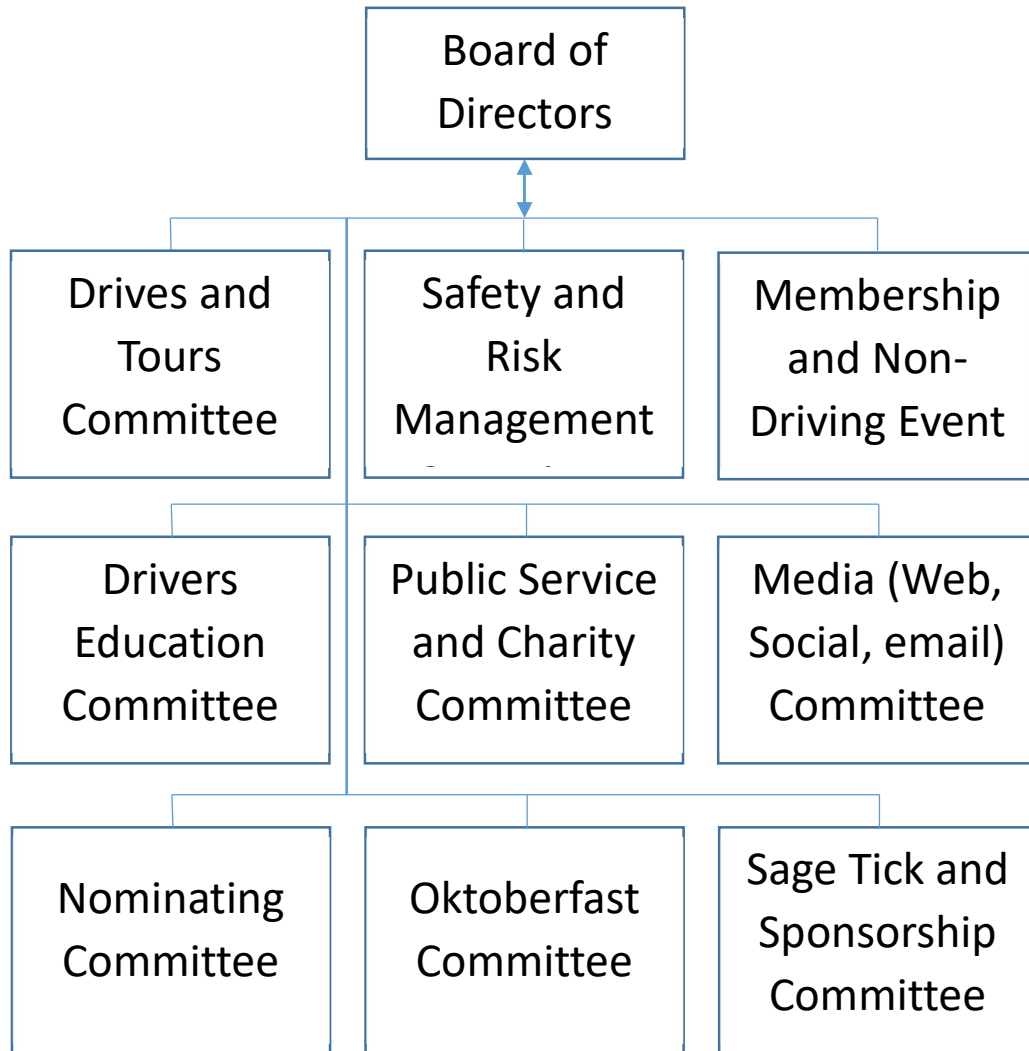 Board of
Directors
Drives and
Tours
Committee
Safety and
Risk
Management
Membership
and Non-
Driving Event
Drivers
Education
Committee
Public Service
and Charity
Committee
Media (Web,
Social, email)
Committee
Nominating
Committee
Oktoberfast
Committee
Sage Tick and
Sponsorship
Committee